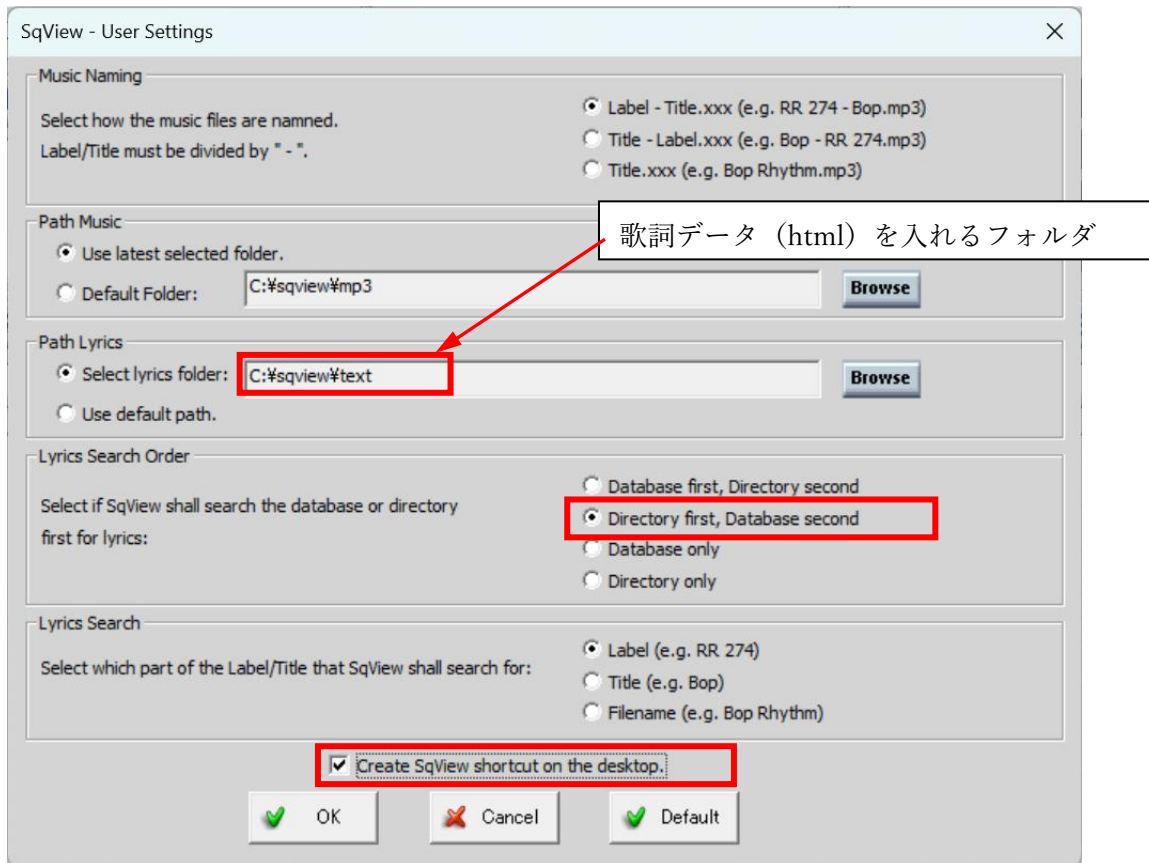 SqView - User Settings
Music Naming
Select how the music files are namned.
Label/Title must be divided by " - ".
Label - Title.xxx (e.g. RR 274 - Bop.mp3)
Title - Label.xxx (e.g. Bop - RR 274.mp3)
Title.xxx (e.g. Bop Rhythm.mp3)
歌詞データ（html）を入れるフォルダ
Path Music
Use latest selected folder.
Default Folder:
C:¥sqview¥mp3
Browse
Path Lyrics
Select lyrics folder:
C:¥sqview¥text
Browse
Use default path.
Lyrics Search Order
Select if SqView shall search the database or directory
first for lyrics:
Database first, Directory second
Directory first, Database second
Database only
Directory only
Lyrics Search
Select which part of the Label/Title that SqView shall search for:
Label (e.g. RR 274)
Title (e.g. Bop)
Filename (e.g. Bop Rhythm)
Create SqView shortcut on the desktop.
OK
Cancel
Default